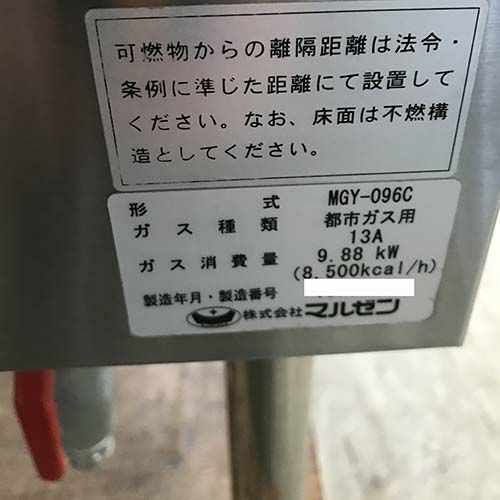 可燃物からの離隔距離は法令・
条例に準じた距離にて設置して
ください。なお、床面は不燃構
造としてください。
形式 MGY-096C
ガス種類 都市ガス用
13A
ガス消費量 9.88 kW
(8,500kcal/h)
製造年月・製造番号
株式会社 マルゼン